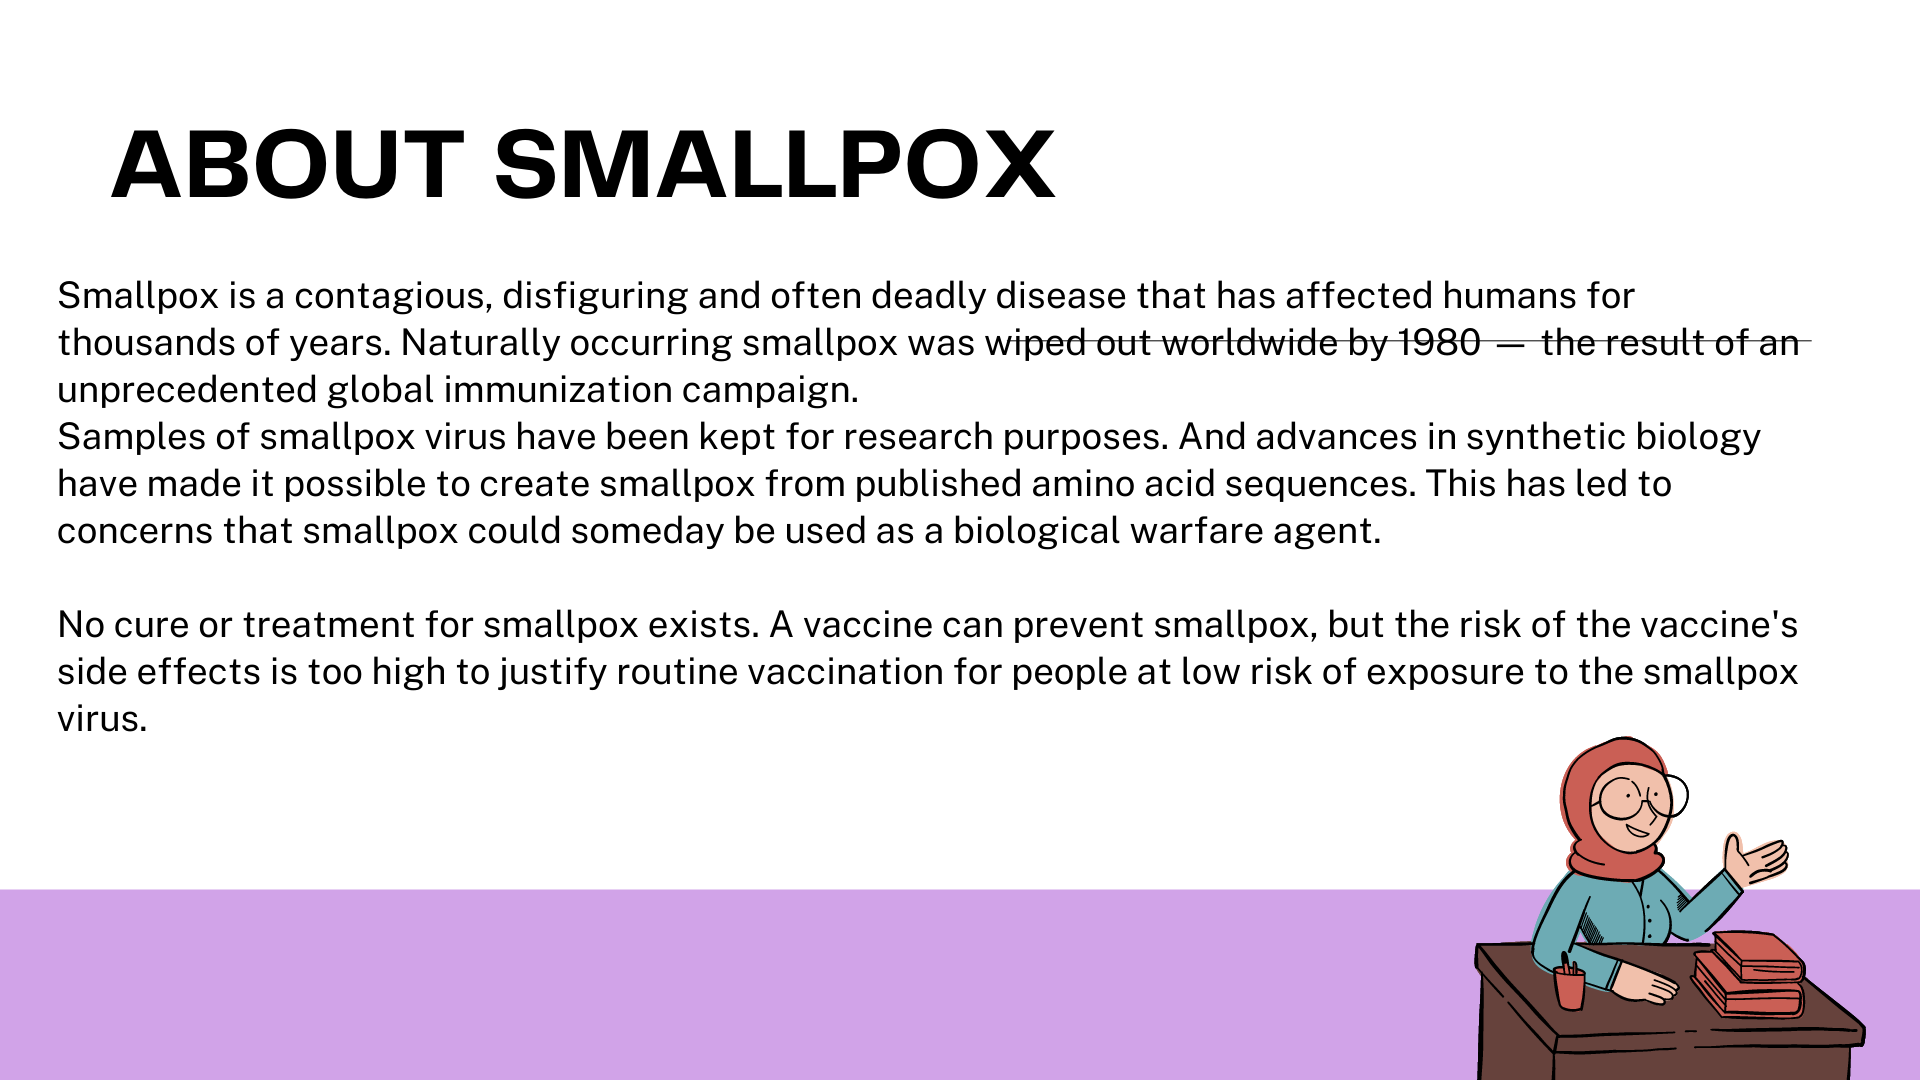 ABOUT SMALLPOX
Smallpox is a contagious, disfiguring and often deadly disease that has affected humans for
thousands of years. Naturally occurring smallpox was wiped out worldwide by 1980 — the result of an
unprecedented global immunization campaign.
Samples of smallpox virus have been kept for research purposes. And advances in synthetic biology
have made it possible to create smallpox from published amino acid sequences. This has led to
concerns that smallpox could someday be used as a biological warfare agent.
No cure or treatment for smallpox exists. A vaccine can prevent smallpox, but the risk of the vaccine's
side effects is too high to justify routine vaccination for people at low risk of exposure to the smallpox
virus.